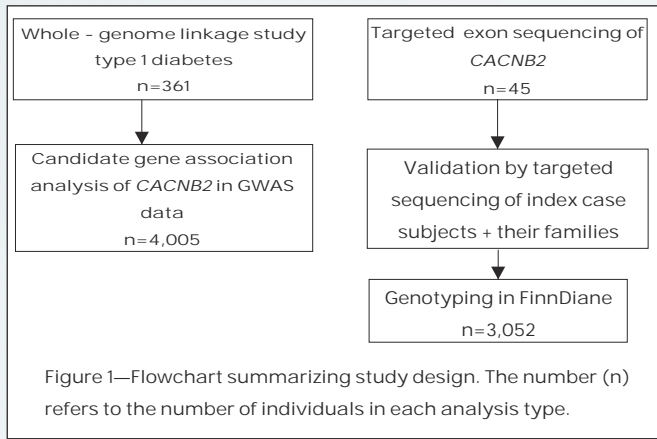 Whole - genome linkage study
type 1 diabetes
n=361
Candidate gene association
analysis of CACNB2 in GWAS
data
n=4,005
Targeted exon sequencing of
CACNB2
n=45
Validation by targeted
sequencing of index case
subjects + their families
Genotyping in FinnDiane
n=3,052
Figure 1—Flowchart summarizing study design. The number (n)
refers to the number of individuals in each analysis type.